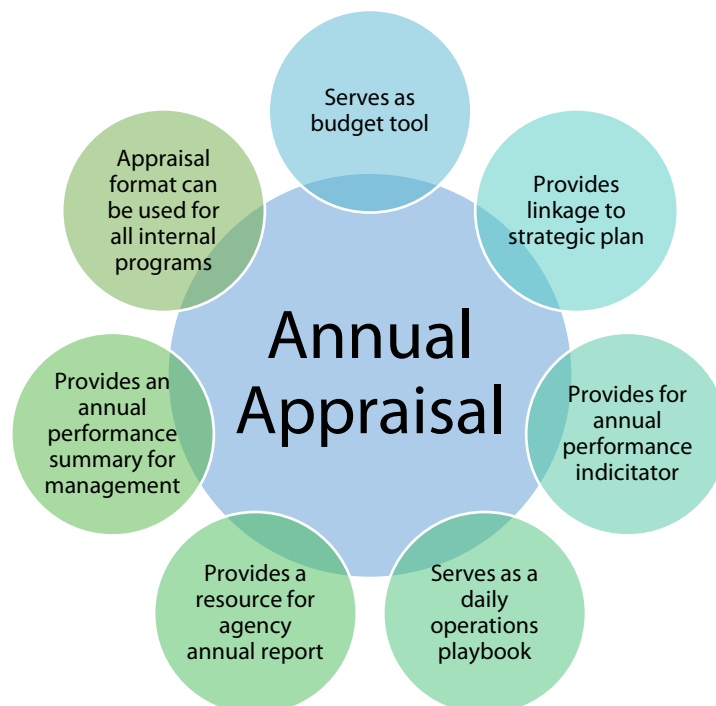 Serves as
budget tool
Provides
linkage to
strategic plan
Provides for
annual
performance
indicitator
Serves as a
daily
operations
playbook
Provides a
resource for
agency
annual report
Provides an
annual
performance
summary for
management
Appraisal
format can
be used for
all internal
programs
Annual
Appraisal